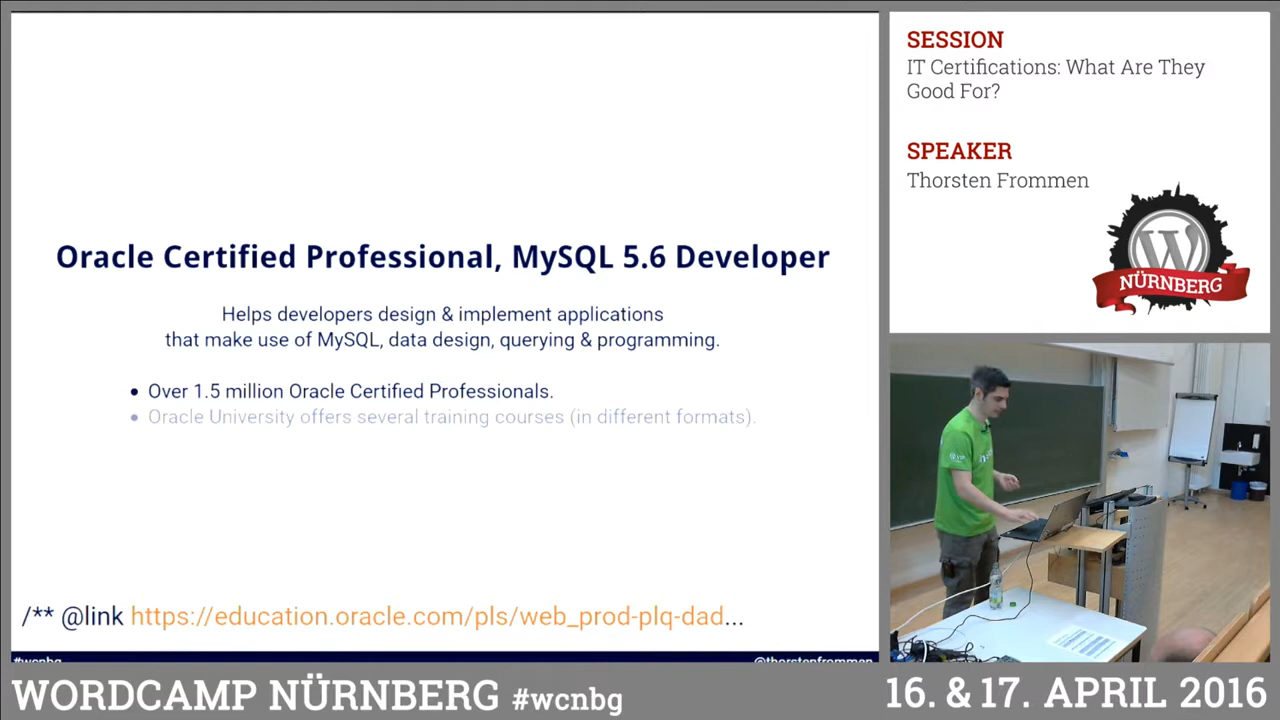 Oracle Certified Professional, MySQL 5.6 Developer
Helps developers design & implement applications
that make use of MySQL, data design, querying & programming.
• Over 1.5 million Oracle Certified Professionals.
• Oracle University offers several training courses (in different formats).
/** @link https://education.oracle.com/pls/web_prod-plq-dad...
#wcnbg
@thorstenfrommen
SESSION
IT Certifications: What Are They
Good For?
SPEAKER
Thorsten Frommen
NÜRNBERG
WORDCAMP NÜRNBERG #wcnbg
16. & 17. APRIL 2016